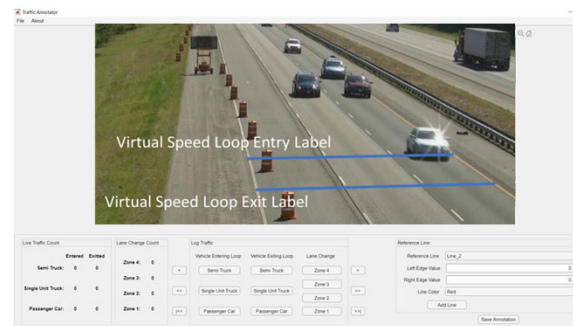 Traffic Annotator
File About
Virtual Speed Loop Entry Label
Virtual Speed Loop Exit Label
Live Traffic Count
Lane Change Count
Log Traffic
Reference Line
Entered Exitted
Vehicle Entering Loop Vehicle Exiting Loop Lane Change
Reference Line Line_2
Zone 4: 0
Semi Truck: 0 0
< Semi Truck Semi Truck Zone 4 >
Left Edge Value 0
Zone 3: 0
Zone 3
Right Edge Value 0
Single Unit Truck: 0 0
Zone 2: 0
<< Single Unit Truck Single Unit Truck >>
Zone 2
Line Color Red
Passenger Car: 0 0
Zone 1: 0
|<< Passenger Car Passenger Car Zone 1 >>|
Add Line
Save Annotation